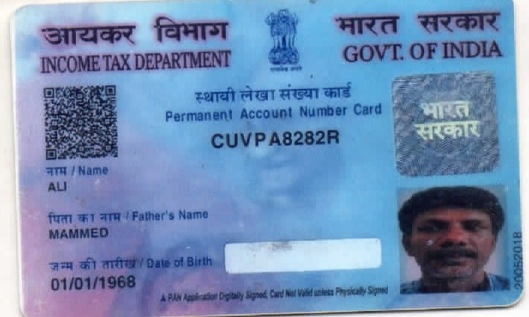 आयकर विभाग
INCOME TAX DEPARTMENT
भारत सरकार
GOVT. OF INDIA
स्थायी लेखा संख्या कार्ड
Permanent Account Number Card
CUVPA8282R
भारत
सरकार
नाम / Name
ALI
पिता का नाम / Father's Name
MAMMED
जन्म की तारीख / Date of Birth
01/01/1968
A PAN Application Digitally Signed, Card Not Valid unless Physically Signed
20052018